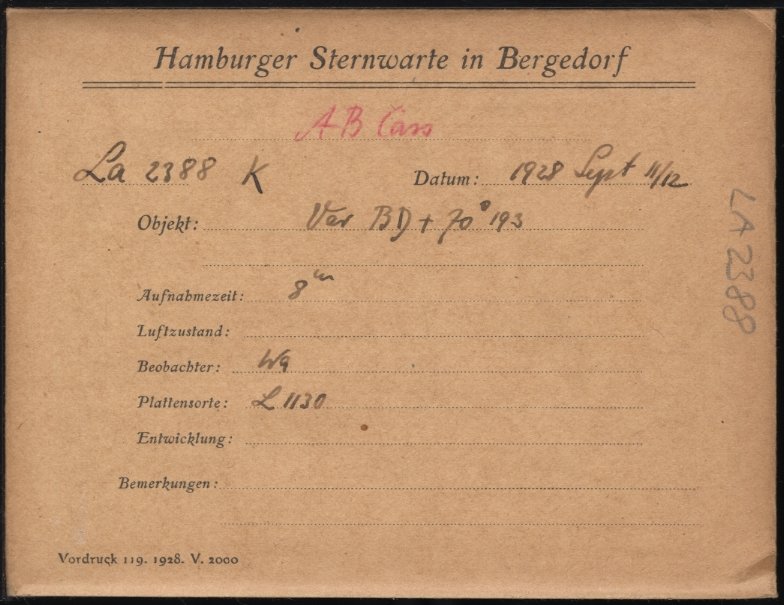 Hamburger Sternwarte in Bergedorf
AB Cass
La 2388 K Datum: 1928 Sept 11/12
Objekt: Var BD + 70° 193
Aufnahmezeit: 8m
Luftzustand:
Beobachter: Wa
Plattensorte: L 1130
Entwicklung:
Bemerkungen:
Vordruck 119. 1928. V. 2000
LA 2388